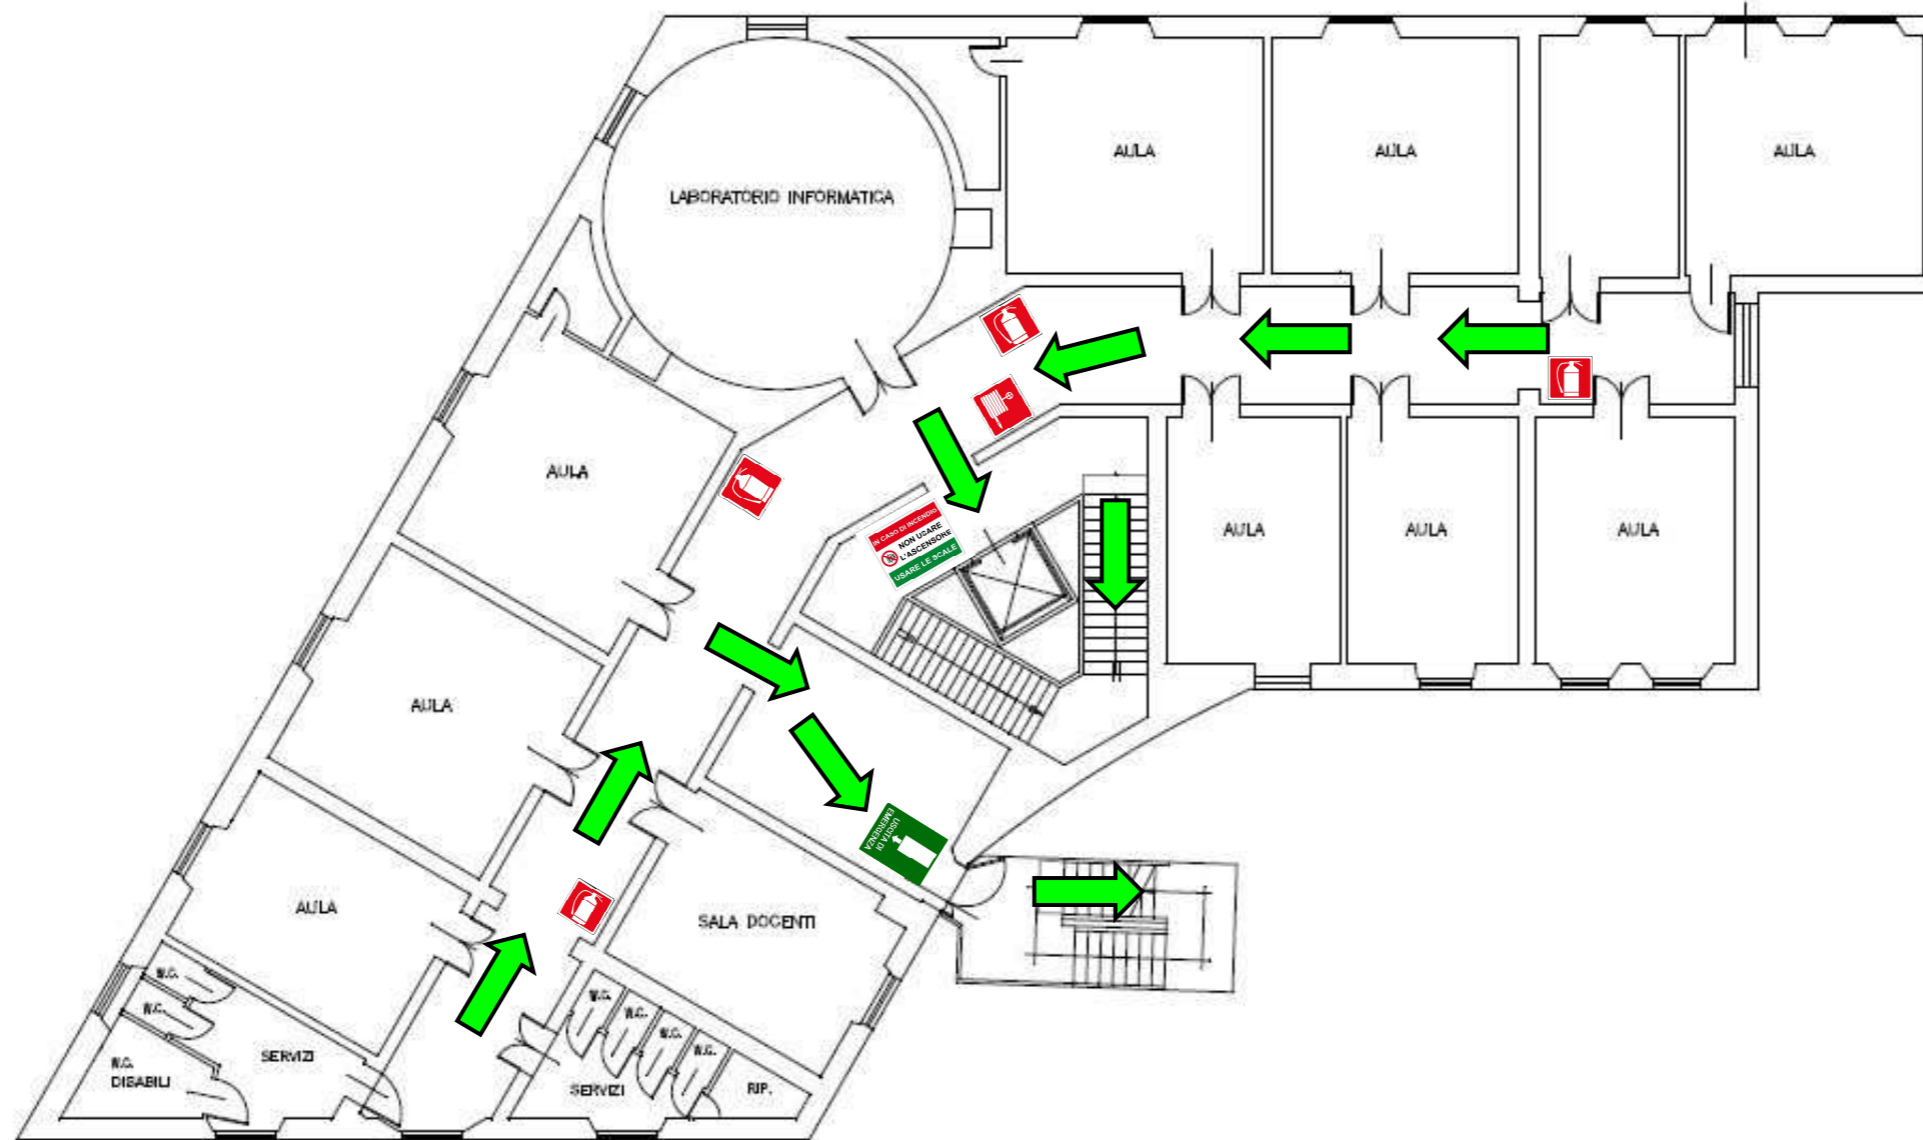 AULA
AULA
AULA
LABORATORIO INFORMATICA
AULA
IN CASO DI INCENDIO
NON USARE
L'ASCENSORE
USARE LE SCALE
AULA
AULA
AULA
AULA
USCITA DI
EMERGENZA
AULA
SALA DOCENTI
W.C.
W.C.
W.C.
W.C.
W.C.
W.C.
W.C.
DISABILI
SERVIZI
SERVIZI
RIP.